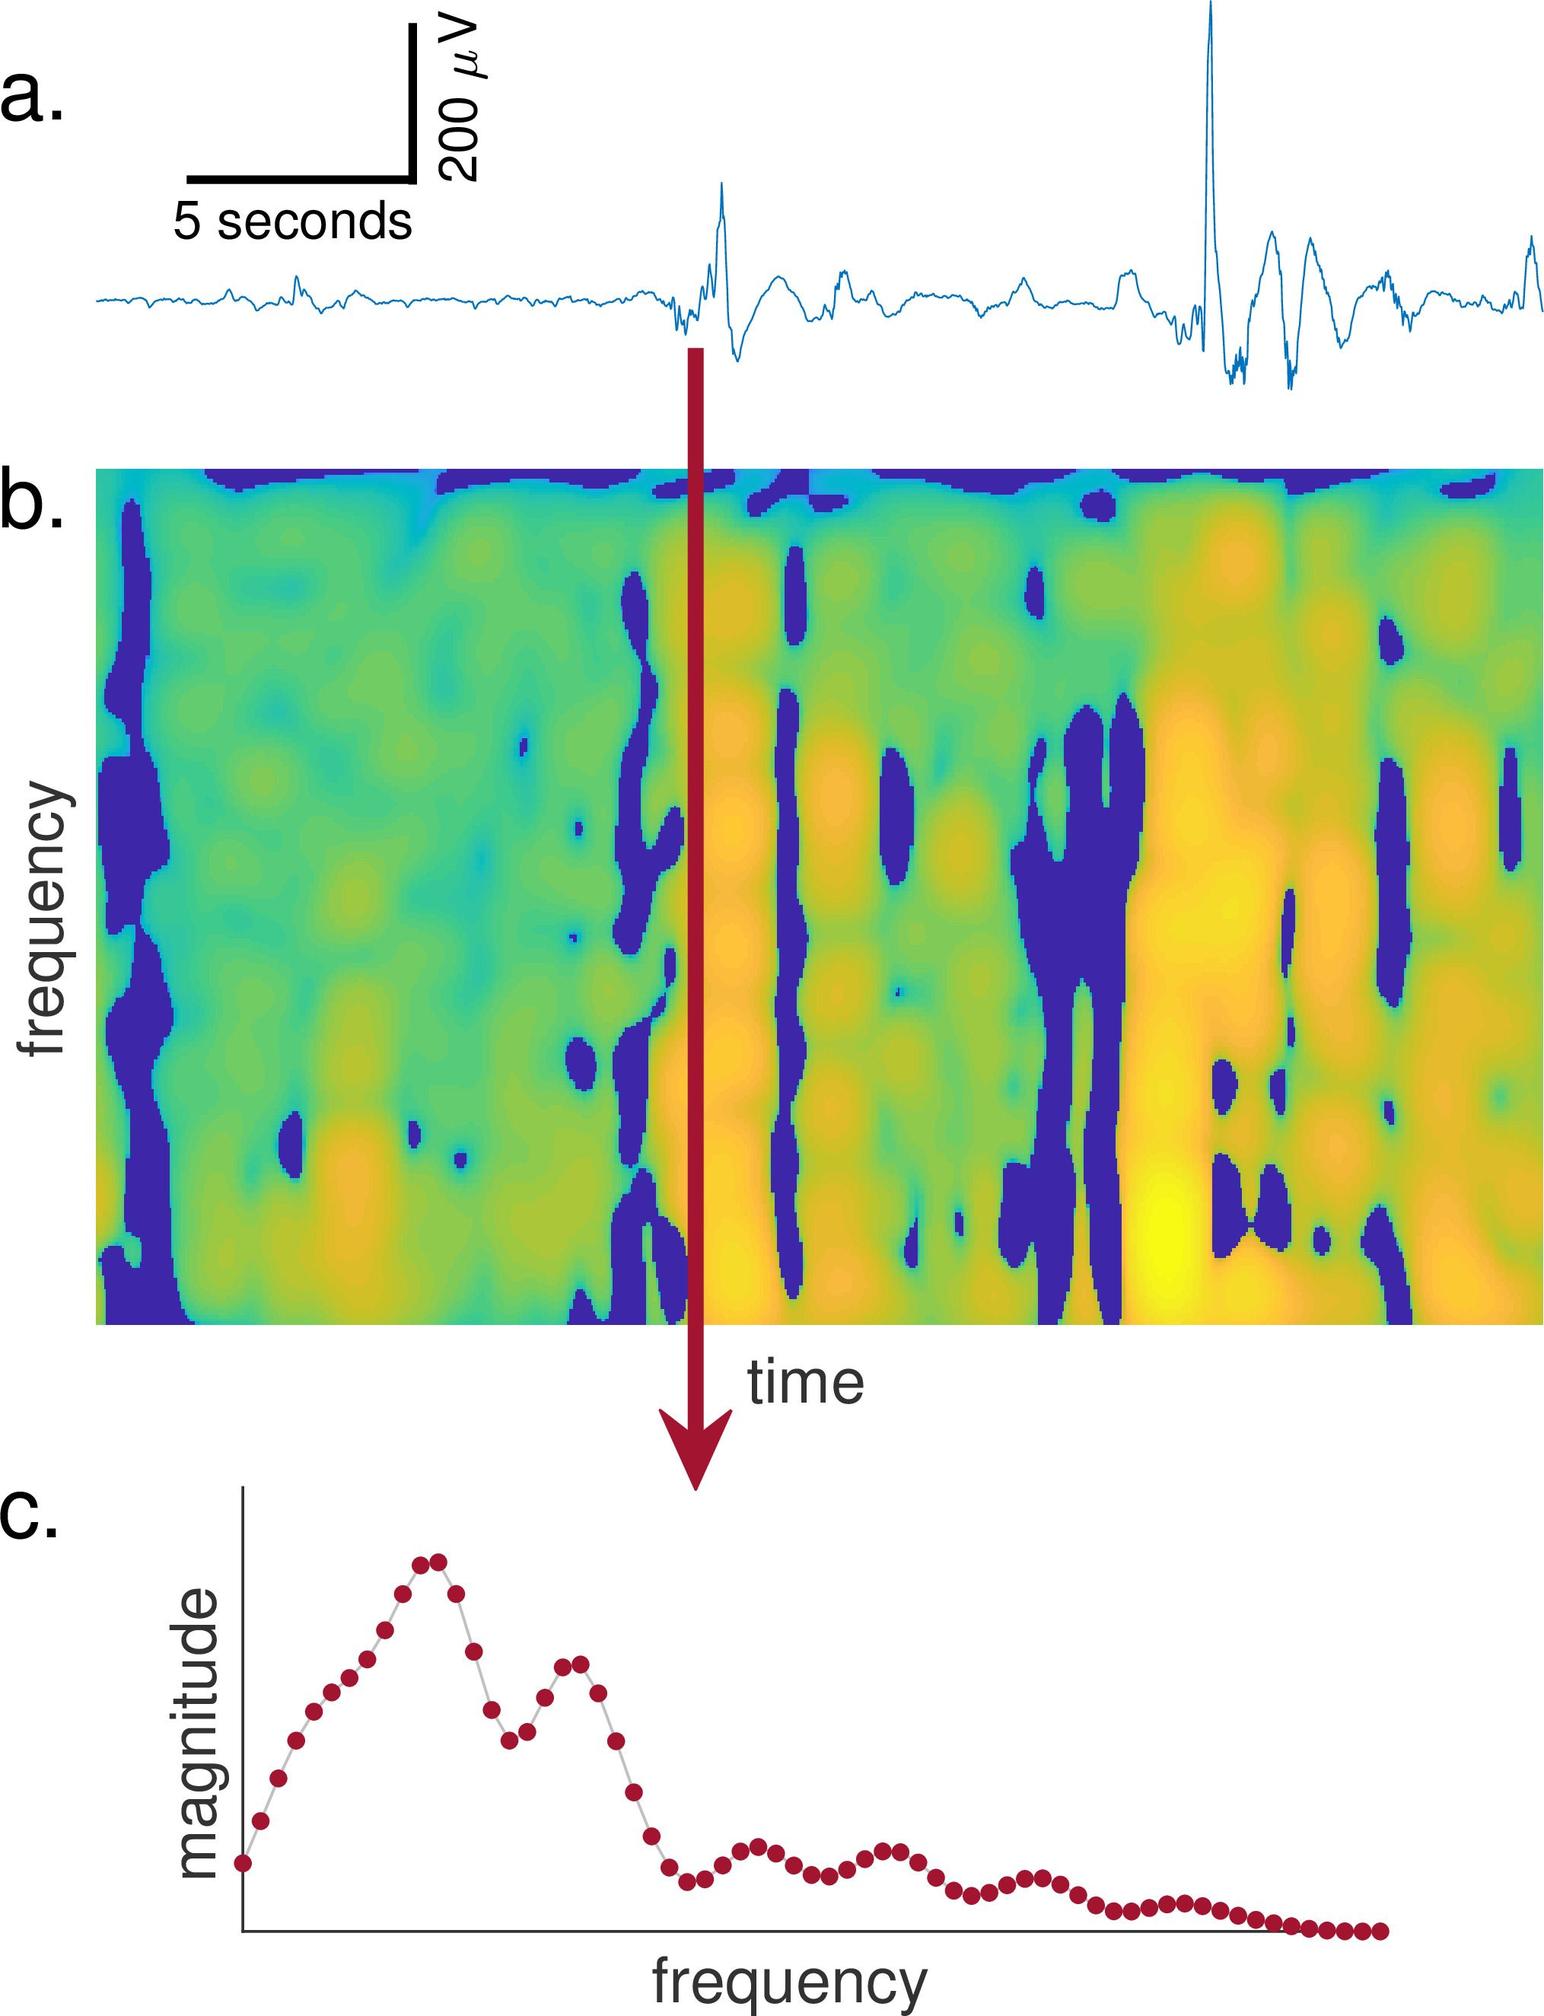 a.
200 μV
5 seconds
b.
frequency
time
c.
magnitude
frequency